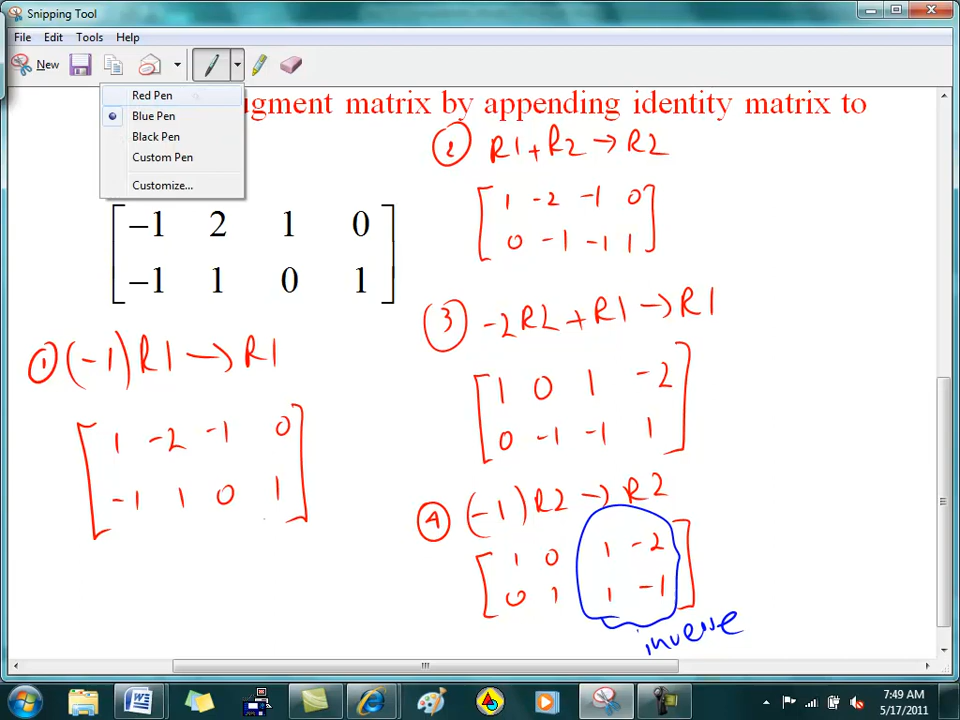 Snipping Tool
File Edit Tools Help
New
Red Pen
Blue Pen
Black Pen
Custom Pen
Customize...
ugment matrix by appending identity matrix to
−1 2 1 0
−1 1 0 1
① (-1)R1 → R1
1 -2 -1 0
-1 1 0 1
② R1+R2 → R2
1 -2 -1 0
0 -1 -1 1
③ -2R2+R1 → R1
1 0 1 -2
0 -1 -1 1
④ (-1)R2 → R2
1 0 1 -2
0 1 1 -1
inverse
7:49 AM
5/17/2011